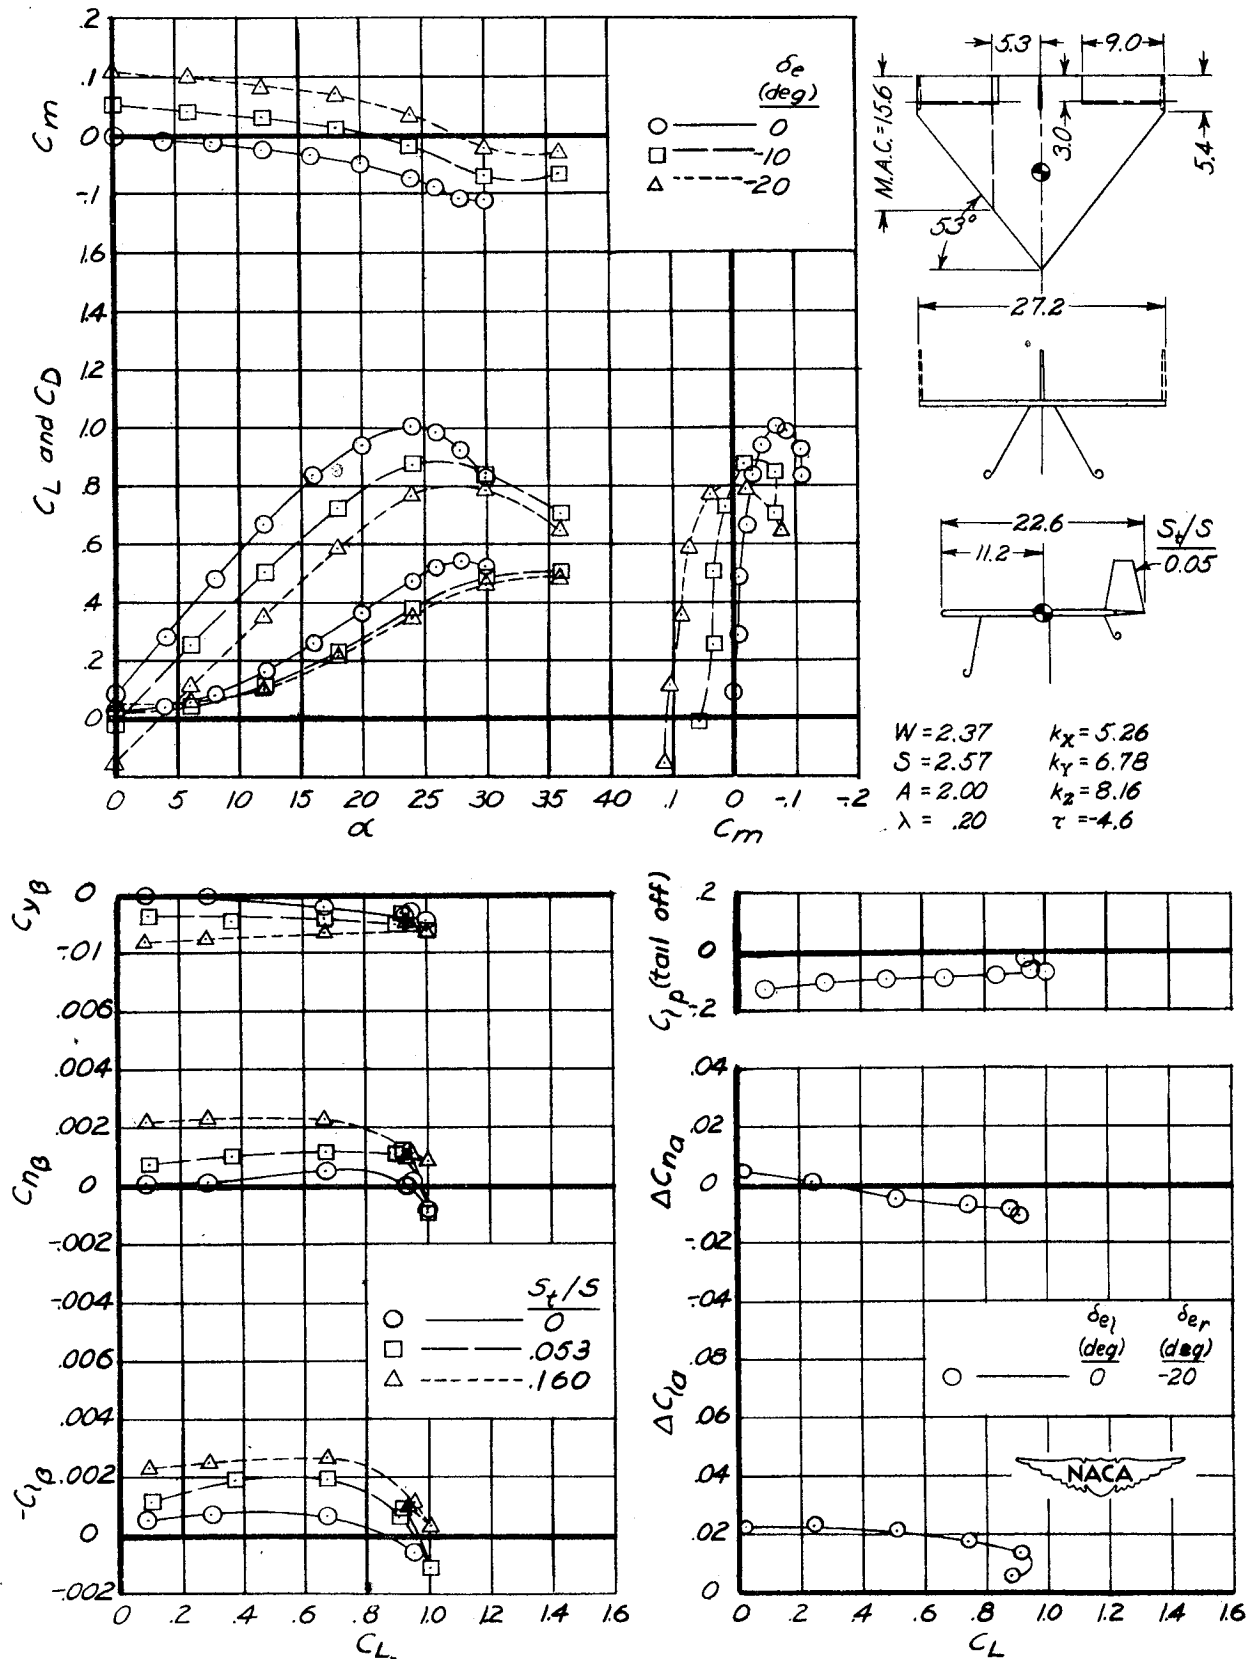 .2
.1
0
-.1
Cm
δe
(deg)
0
-10
-20
1.6
1.4
1.2
1.0
.8
.6
.4
.2
0
CL and CD
0 5 10 15 20 25 30 35 40
α
.1 0 -.1 -.2
Cm
5.3
9.0
M.A.C.=15.6
3.0
5.4
53°
27.2
22.6
11.2
St/S
0.05
W=2.37 kX=5.26
S=2.57 kY=6.78
A=2.00 kZ=8.16
λ= .20 τ=-4.6
CYβ
0
-.01
.006
.004
.002
0
-.002
Cnβ
-.004
.006
.004
.002
0
-.002
-Clβ
St/S
0
.053
.160
0 .2 .4 .6 .8 1.0 1.2 1.4 1.6
CL
Clp (tail off)
.2
0
-.2
ΔCna
.04
.02
0
-.02
-.04
ΔCla
.08
.06
.04
.02
0
δel δer
(deg) (deg)
0 -20
NACA
0 .2 .4 .6 .8 1.0 1.2 1.4 1.6
CL